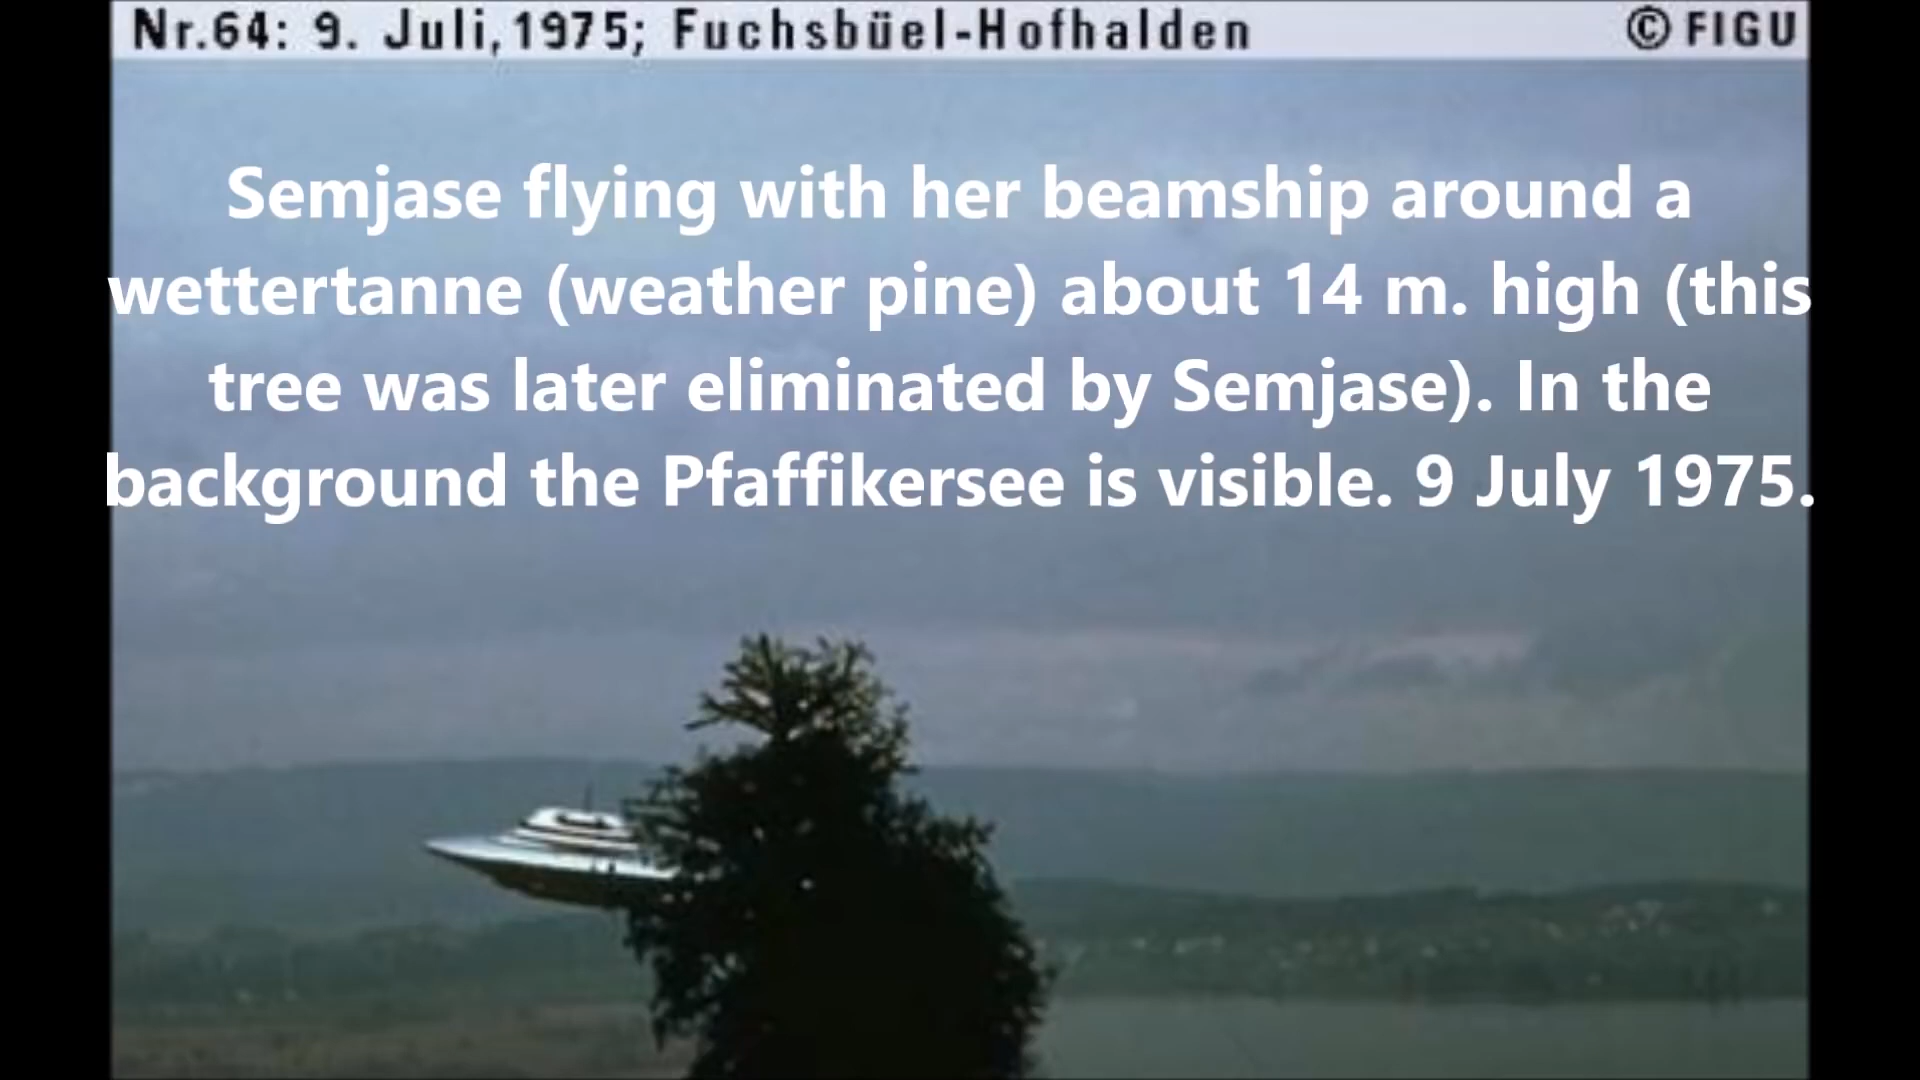 Nr.64: 9. Juli,1975; Fuchsbüel-Hofhalden © FIGU
Semjase flying with her beamship around a
wettertanne (weather pine) about 14 m. high (this
tree was later eliminated by Semjase). In the
background the Pfaffikersee is visible. 9 July 1975.